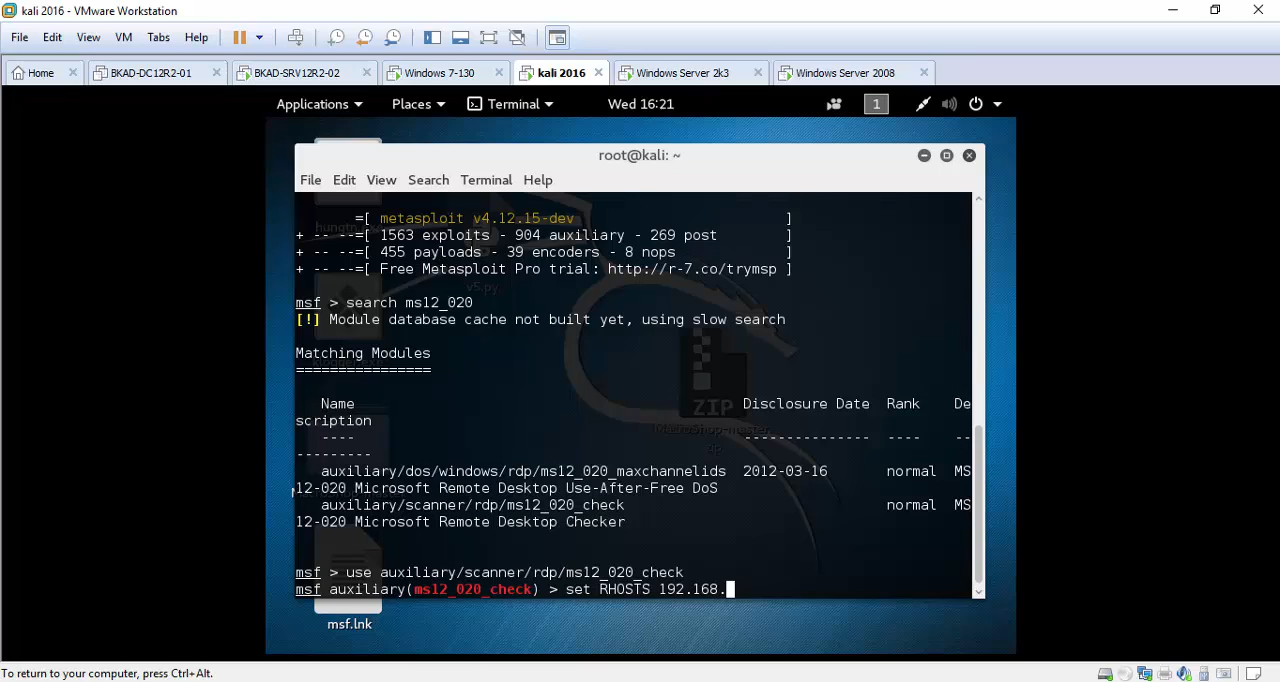 kali 2016 - VMware Workstation
File Edit View VM Tabs Help
Home BKAD-DC12R2-01 BKAD-SRV12R2-02 Windows 7-130 kali 2016 Windows Server 2k3 Windows Server 2008
Applications Places Terminal Wed 16:21 1
root@kali: ~
File Edit View Search Terminal Help
=[ metasploit v4.12.15-dev ]
+ -- --=[ 1563 exploits - 904 auxiliary - 269 post ]
+ -- --=[ 455 payloads - 39 encoders - 8 nops ]
+ -- --=[ Free Metasploit Pro trial: http://r-7.co/trymsp ]
v5.py
msf > search ms12_020
[!] Module database cache not built yet, using slow search
Matching Modules
================
Name Disclosure Date Rank De
scription
---- --------------- ---- --
---------
ZIP
auxiliary/dos/windows/rdp/ms12_020_maxchannelids 2012-03-16 normal MS
12-020 Microsoft Remote Desktop Use-After-Free DoS
auxiliary/scanner/rdp/ms12_020_check normal MS
12-020 Microsoft Remote Desktop Checker
msf > use auxiliary/scanner/rdp/ms12_020_check
msf auxiliary(ms12_020_check) > set RHOSTS 192.168.
msf.lnk
To return to your computer, press Ctrl+Alt.